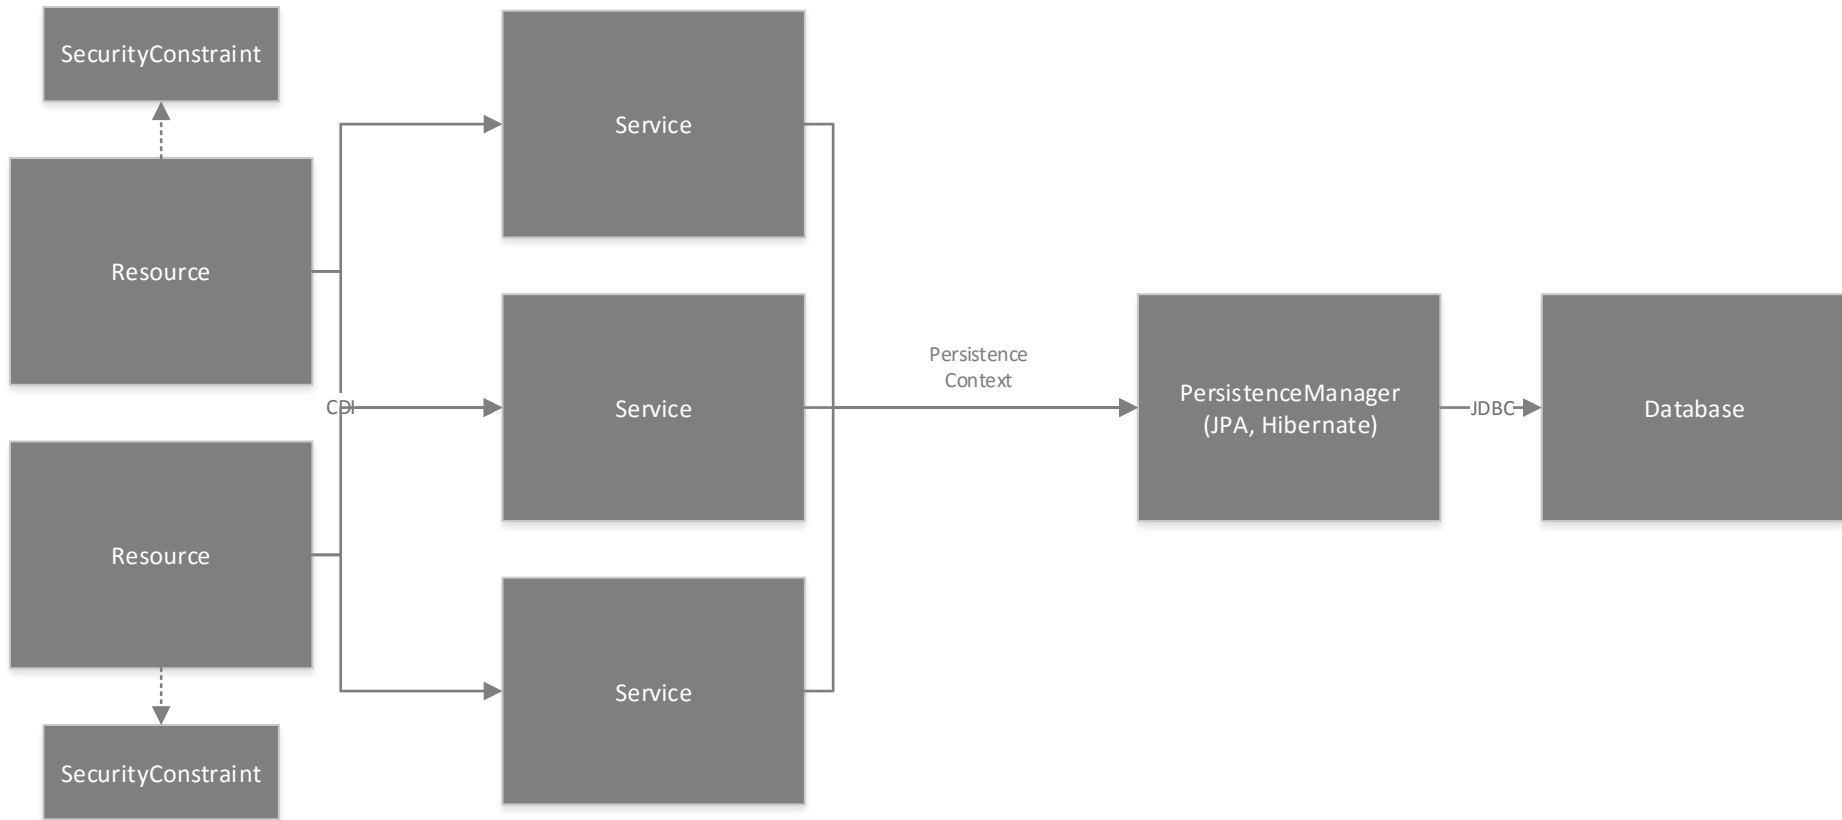 SecurityConstraint
Resource
Service
CDI
Service
Resource
Service
SecurityConstraint
Persistence
Context
PersistenceManager
(JPA, Hibernate)
JDBC
Database